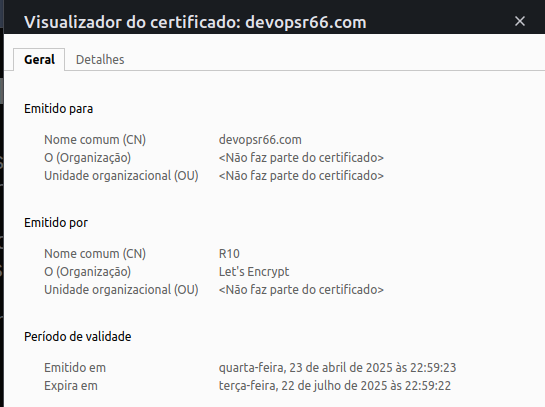 Visualizador do certificado: devopsr66.com ×
Geral Detalhes
Emitido para
Nome comum (CN) devopsr66.com
O (Organização) <Não faz parte do certificado>
Unidade organizacional (OU) <Não faz parte do certificado>
Emitido por
Nome comum (CN) R10
O (Organização) Let's Encrypt
Unidade organizacional (OU) <Não faz parte do certificado>
Período de validade
Emitido em quarta-feira, 23 de abril de 2025 às 22:59:23
Expira em terça-feira, 22 de julho de 2025 às 22:59:22